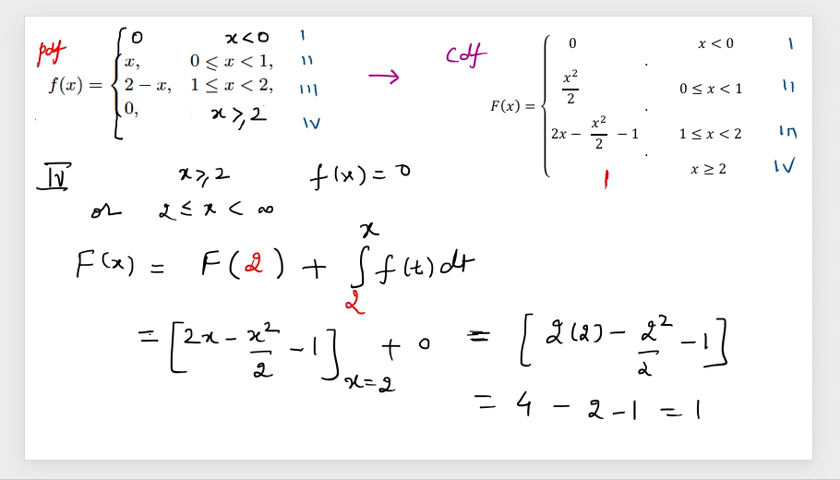 pdf
f(x) = { 0 x < 0 I
x, 0 ≤ x < 1, II
2 − x, 1 ≤ x < 2, III
0, x ≥ 2 IV
→
cdf
F(x) = { 0 x < 0 I
x²/2 0 ≤ x < 1 II
2x − x²/2 − 1 1 ≤ x < 2 III
1 x ≥ 2 IV
IV x ≥ 2 f(x) = 0
or 2 ≤ x < ∞
F(x) = F(2) + ∫₂ˣ f(t) dt
= [2x − x²/2 − 1]ₓ₌₂ + 0 = [2(2) − 2²/2 − 1]
= 4 − 2 − 1 = 1